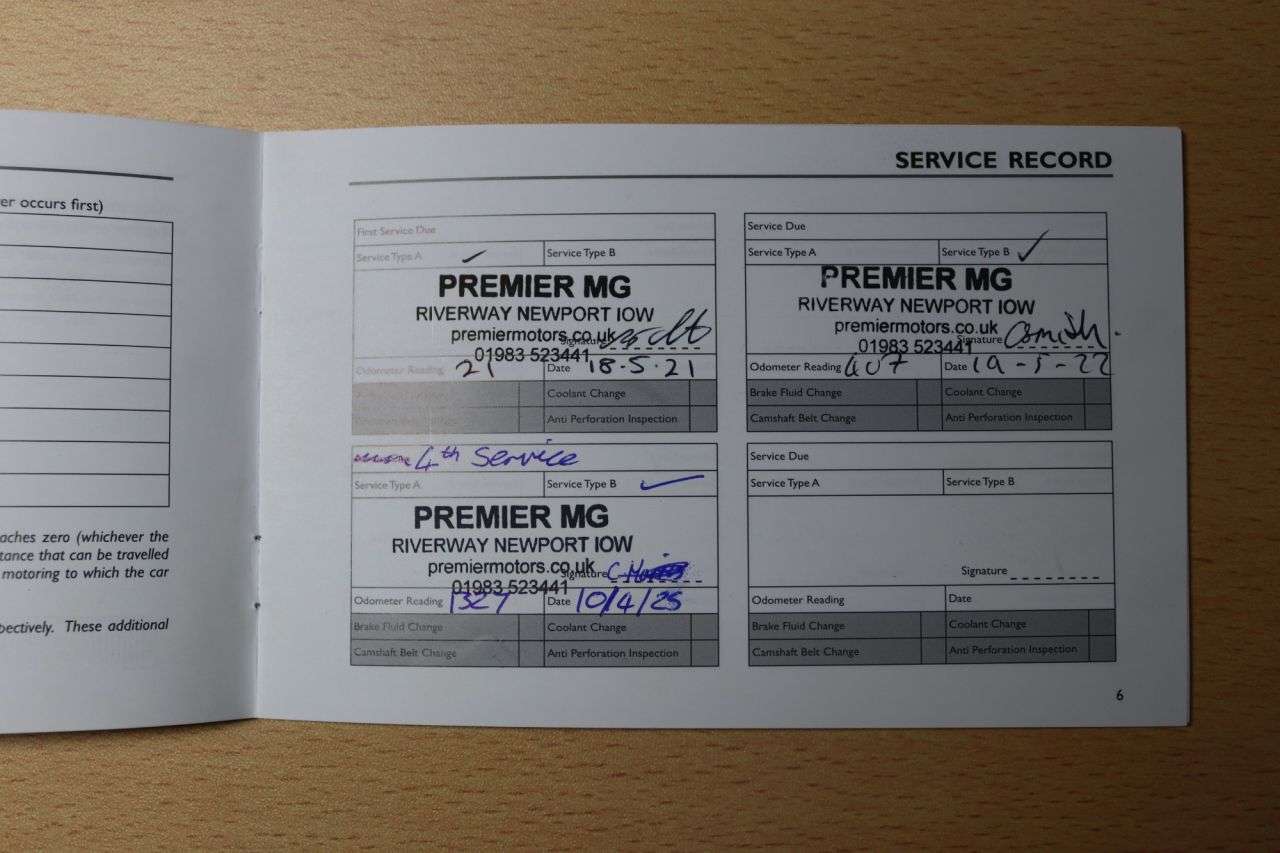 er occurs first)
aches zero (whichever the
tance that can be travelled
motoring to which the car
pectively. These additional
SERVICE RECORD
First Service Due
Service Type A ✓ Service Type B
PREMIER MG
RIVERWAY NEWPORT IOW
premiermotors.co.uk
Signature
01983 523441
Odometer Reading 21 Date 18-5-21
Coolant Change
Anti Perforation Inspection
Service Due
Service Type A Service Type B ✓
PREMIER MG
RIVERWAY NEWPORT IOW
premiermotors.co.uk
Signature
01983 523441
Odometer Reading 607 Date 19-5-22
Brake Fluid Change Coolant Change
Camshaft Belt Change Anti Perforation Inspection
4th Service
Service Type A Service Type B ✓
PREMIER MG
RIVERWAY NEWPORT IOW
premiermotors.co.uk
Signature
01983 523441
Odometer Reading 1327 Date 10/4/25
Brake Fluid Change Coolant Change
Camshaft Belt Change Anti Perforation Inspection
Service Due
Service Type A Service Type B
Signature
Odometer Reading Date
Brake Fluid Change Coolant Change
Camshaft Belt Change Anti Perforation Inspection
6